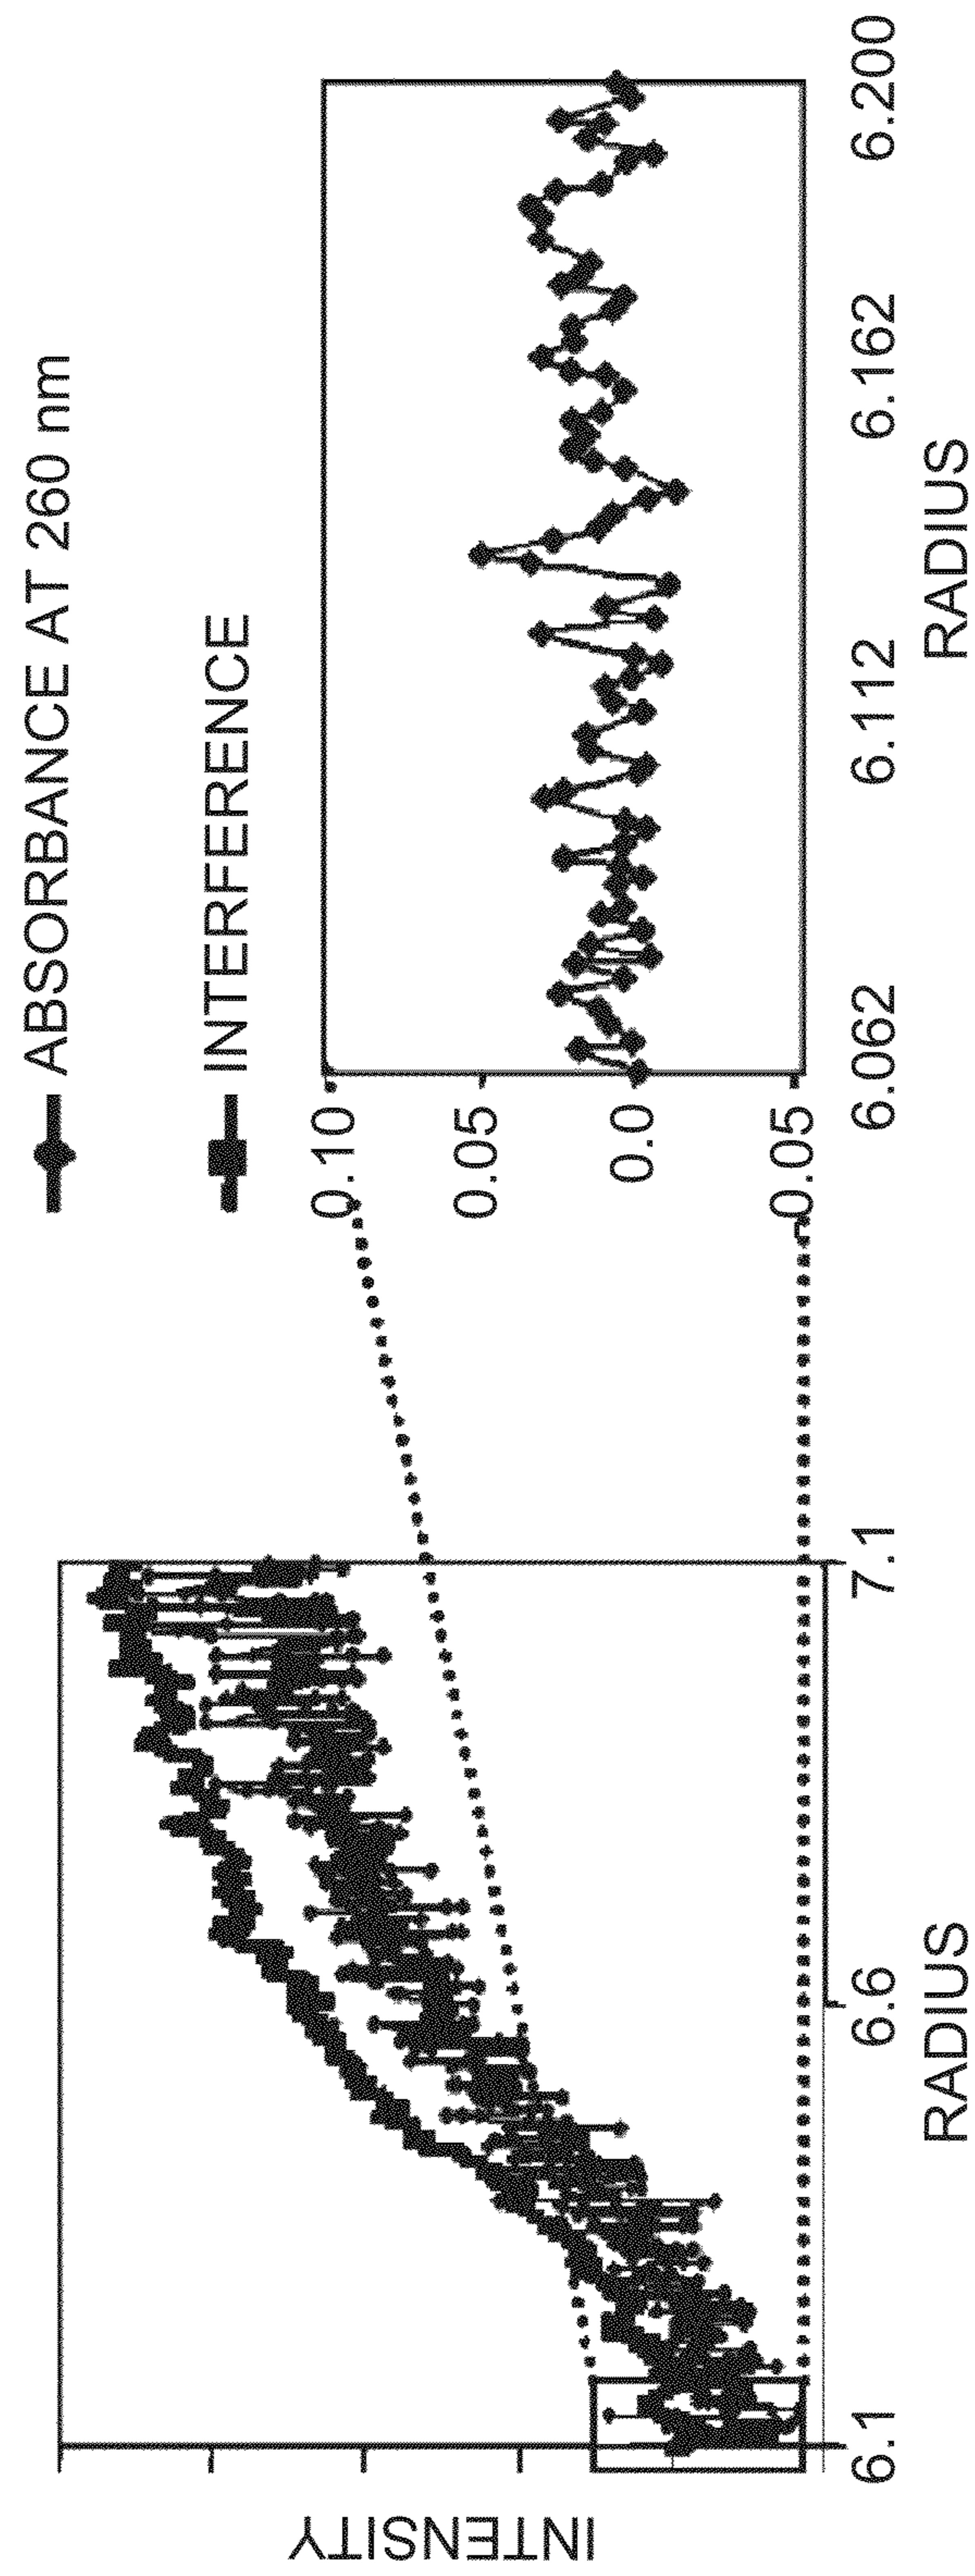 ABSORBANCE AT 260 nm
INTERFERENCE
INTENSITY
6.1
6.6
7.1
RADIUS
0.10
0.05
0.0
0.05
6.062
6.112
6.162
6.200
RADIUS